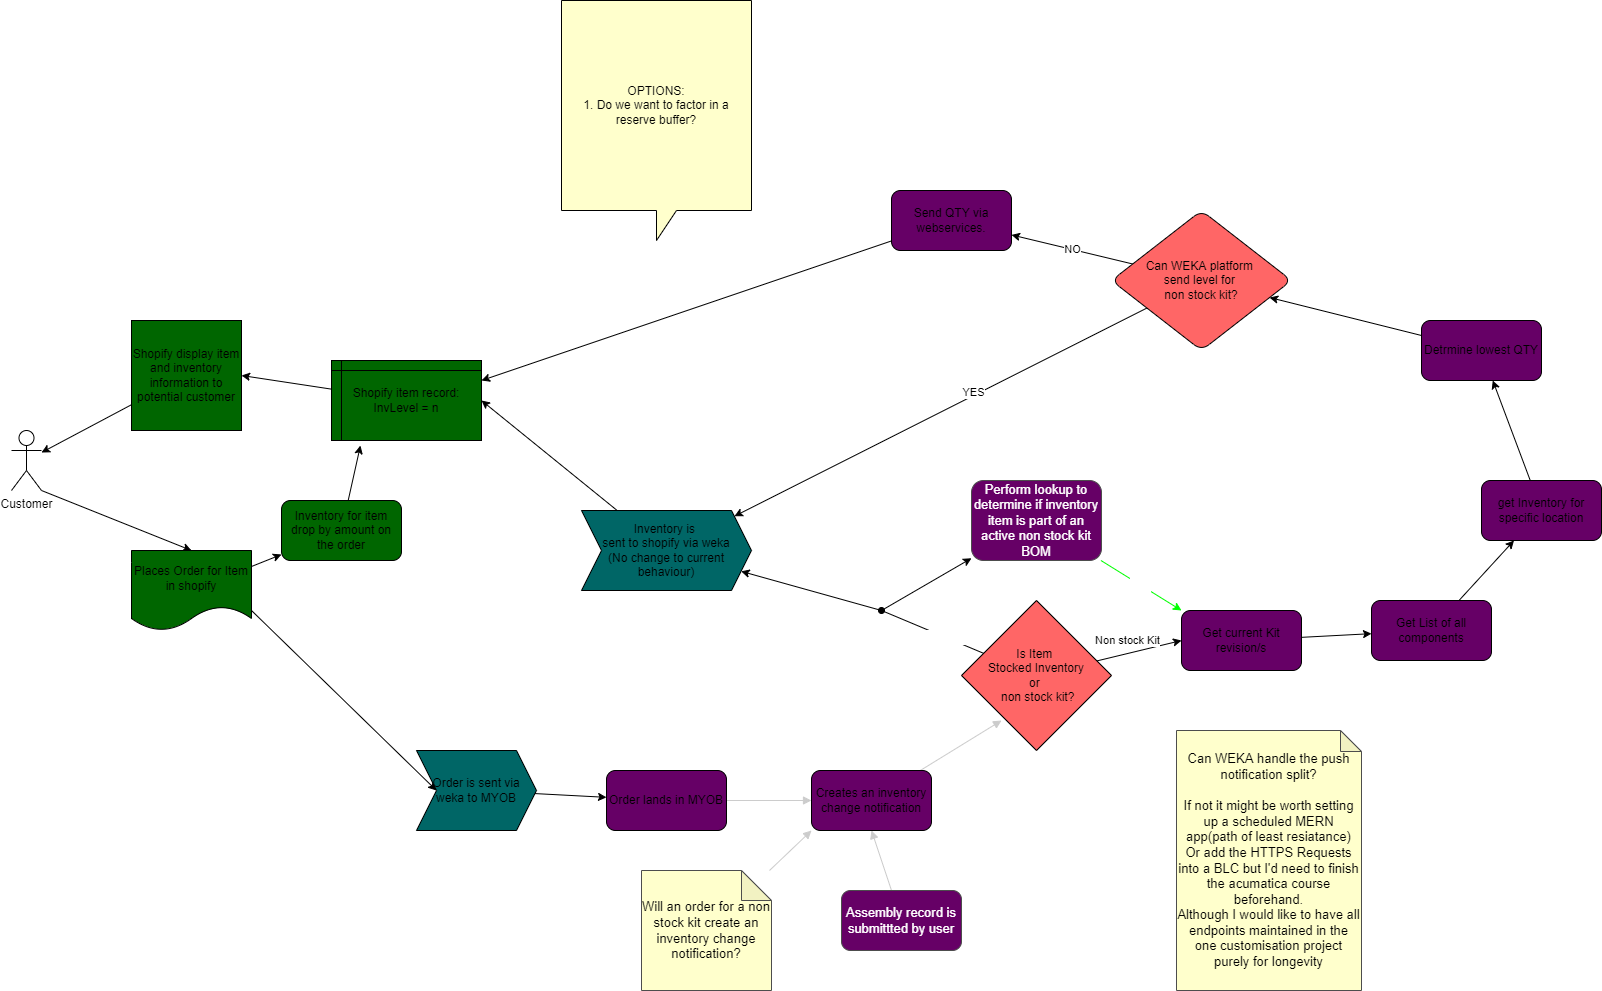 OPTIONS:
1. Do we want to factor in a
reserve buffer?
Send QTY via
webservices.
NO
Can WEKA platform
send level for
non stock kit?
Detrmine lowest QTY
Shopify display item
and inventory
information to
potential customer
Shopify item record:
InvLevel = n
YES
Customer
Inventory for item
drop by amount on
the order
Places Order for Item
in shopify
Inventory is
sent to shopify via weka
(No change to current
behaviour)
Perform lookup to
determine if inventory
item is part of an
active non stock kit
BOM
get Inventory for
specific location
Get List of all
components
Get current Kit
revision/s
Non stock Kit
Is Item
Stocked Inventory
or
non stock kit?
Order is sent via
weka to MYOB
Order lands in MYOB
Creates an inventory
change notification
Will an order for a non
stock kit create an
inventory change
notification?
Assembly record is
submittted by user
Can WEKA handle the push
notification split?
If not it might be worth setting
up a scheduled MERN
app(path of least resiatance)
Or add the HTTPS Requests
into a BLC but I'd need to finish
the acumatica course
beforehand.
Although I would like to have all
endpoints maintained in the
one customisation project
purely for longevity